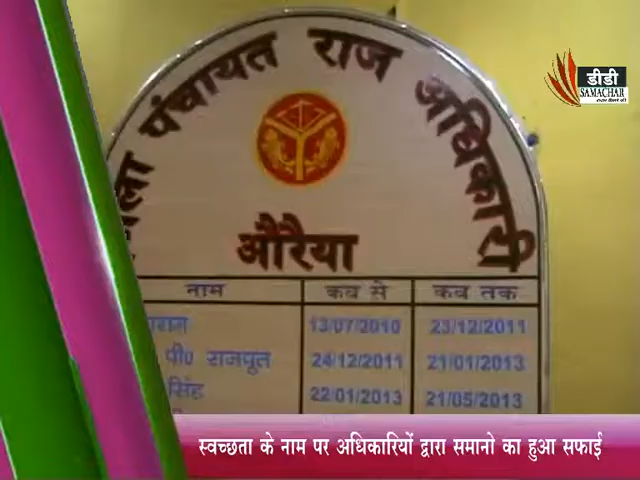 डीडी
SAMACHAR
पंचायत राज अधिकारी
औरैया
नाम कब से कब तक
13/07/2010 23/12/2011
पी० राजपूत 24/12/2011 21/01/2013
सिंह 22/01/2013 21/05/2013
स्वच्छता के नाम पर अधिकारियों द्वारा समानो का हुआ सफाई